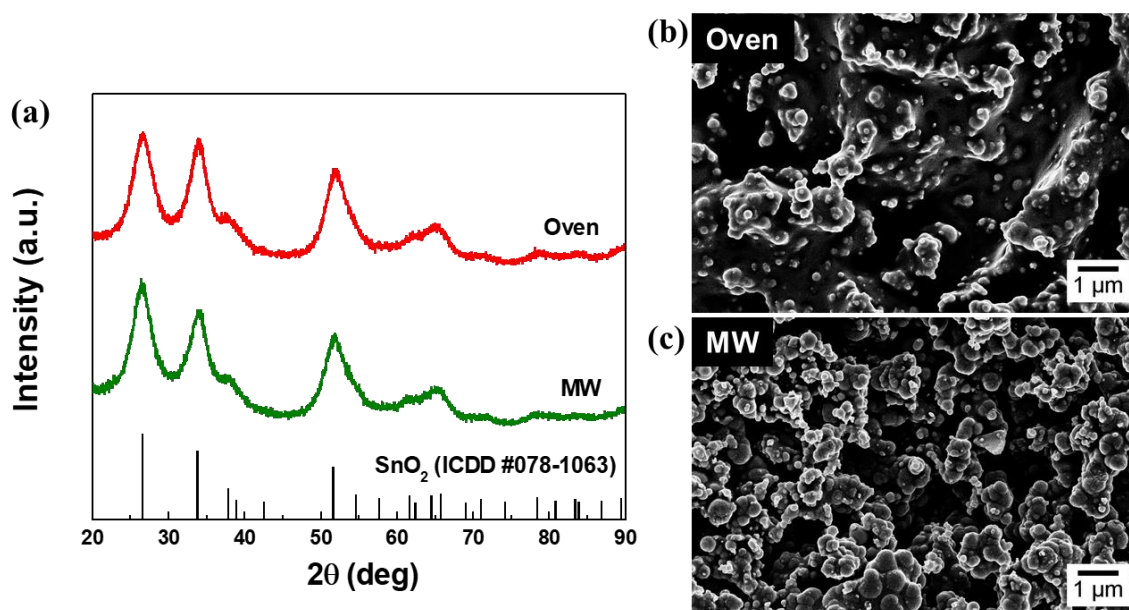 (a)
Intensity (a.u.)
Oven
MW
SnO₂ (ICDD #078-1063)
20 30 40 50 60 70 80 90
2θ (deg)
(b)
Oven
1 µm
(c)
MW
1 µm